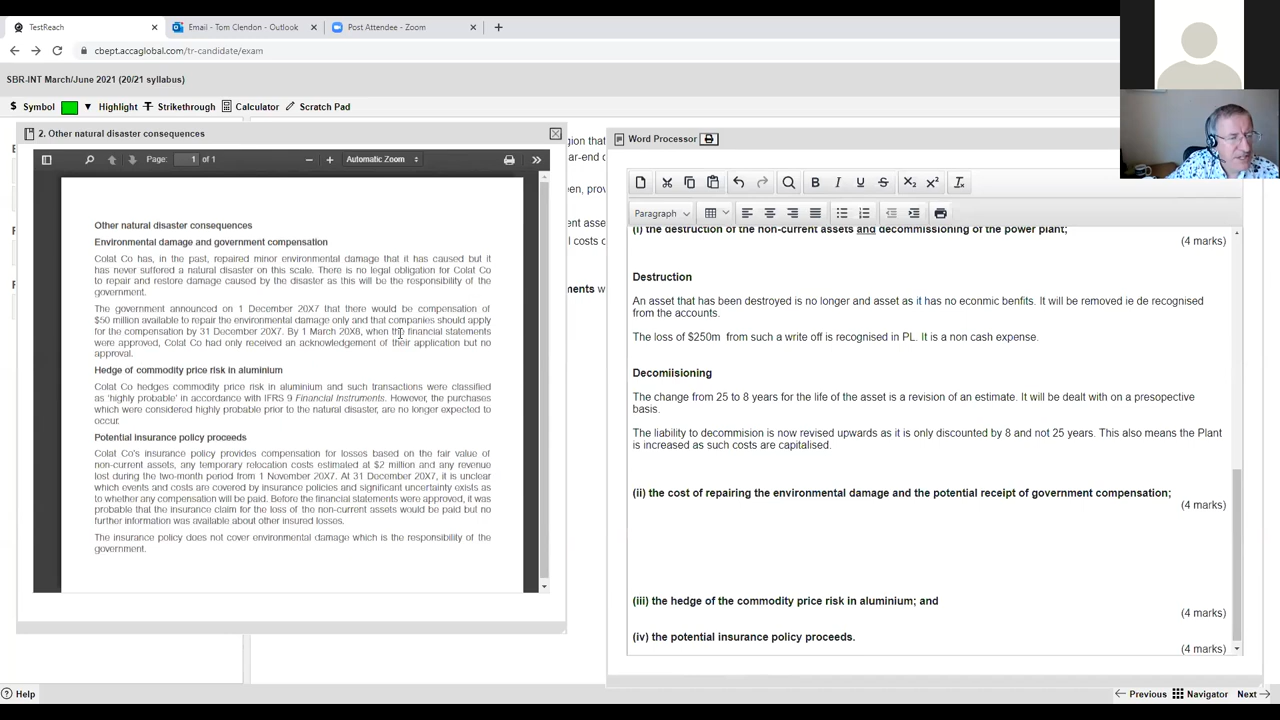 TestReach
Email - Tom Clendon - Outlook
Post Attendee - Zoom
cbept.accaglobal.com/tr-candidate/exam
SBR-INT March/June 2021 (20/21 syllabus)
$ Symbol Highlight Strikethrough Calculator Scratch Pad
2. Other natural disaster consequences
Page: 1 of 1 Automatic Zoom
Other natural disaster consequences
Environmental damage and government compensation
Colat Co has, in the past, repaired minor environmental damage that it has caused but it
has never suffered a natural disaster on this scale. There is no legal obligation for Colat Co
to repair and restore damage caused by the disaster as this will be the responsibility of the
government.
The government announced on 1 December 20X7 that there would be compensation of
$50 million available to repair the environmental damage only and that companies should apply
for the compensation by 31 December 20X7. By 1 March 20X8, when the financial statements
were approved, Colat Co had only received an acknowledgement of their application but no
approval.
Hedge of commodity price risk in aluminium
Colat Co hedges commodity price risk in aluminium and such transactions were classified
as 'highly probable' in accordance with IFRS 9 Financial Instruments. However, the purchases
which were considered highly probable prior to the natural disaster, are no longer expected to
occur.
Potential insurance policy proceeds
Colat Co's insurance policy provides compensation for losses based on the fair value of
non-current assets, any temporary relocation costs estimated at $2 million and any revenue
lost during the two-month period from 1 November 20X7. At 31 December 20X7, it is unclear
which events and costs are covered by insurance policies and significant uncertainty exists as
to whether any compensation will be paid. Before the financial statements were approved, it was
probable that the insurance claim for the loss of the non-current assets would be paid but no
further information was available about other insured losses.
The insurance policy does not cover environmental damage which is the responsibility of the
government.
gion that
ar-end
en, prov
ent asse
l costs
ments w
Word Processor
Paragraph
(i) the destruction of the non-current assets and decommissioning of the power plant;
(4 marks)
Destruction
An asset that has been destroyed is no longer and asset as it has no econmic benfits. It will be removed ie de recognised
from the accounts.
The loss of $250m from such a write off is recognised in PL. It is a non cash expense.
Decomiisioning
The change from 25 to 8 years for the life of the asset is a revision of an estimate. It will be dealt with on a presopective
basis.
The liability to decommision is now revised upwards as it is only discounted by 8 and not 25 years. This also means the Plant
is increased as such costs are capitalised.
(ii) the cost of repairing the environmental damage and the potential receipt of government compensation;
(4 marks)
(iii) the hedge of the commodity price risk in aluminium; and
(4 marks)
(iv) the potential insurance policy proceeds.
(4 marks)
Help
Previous Navigator Next